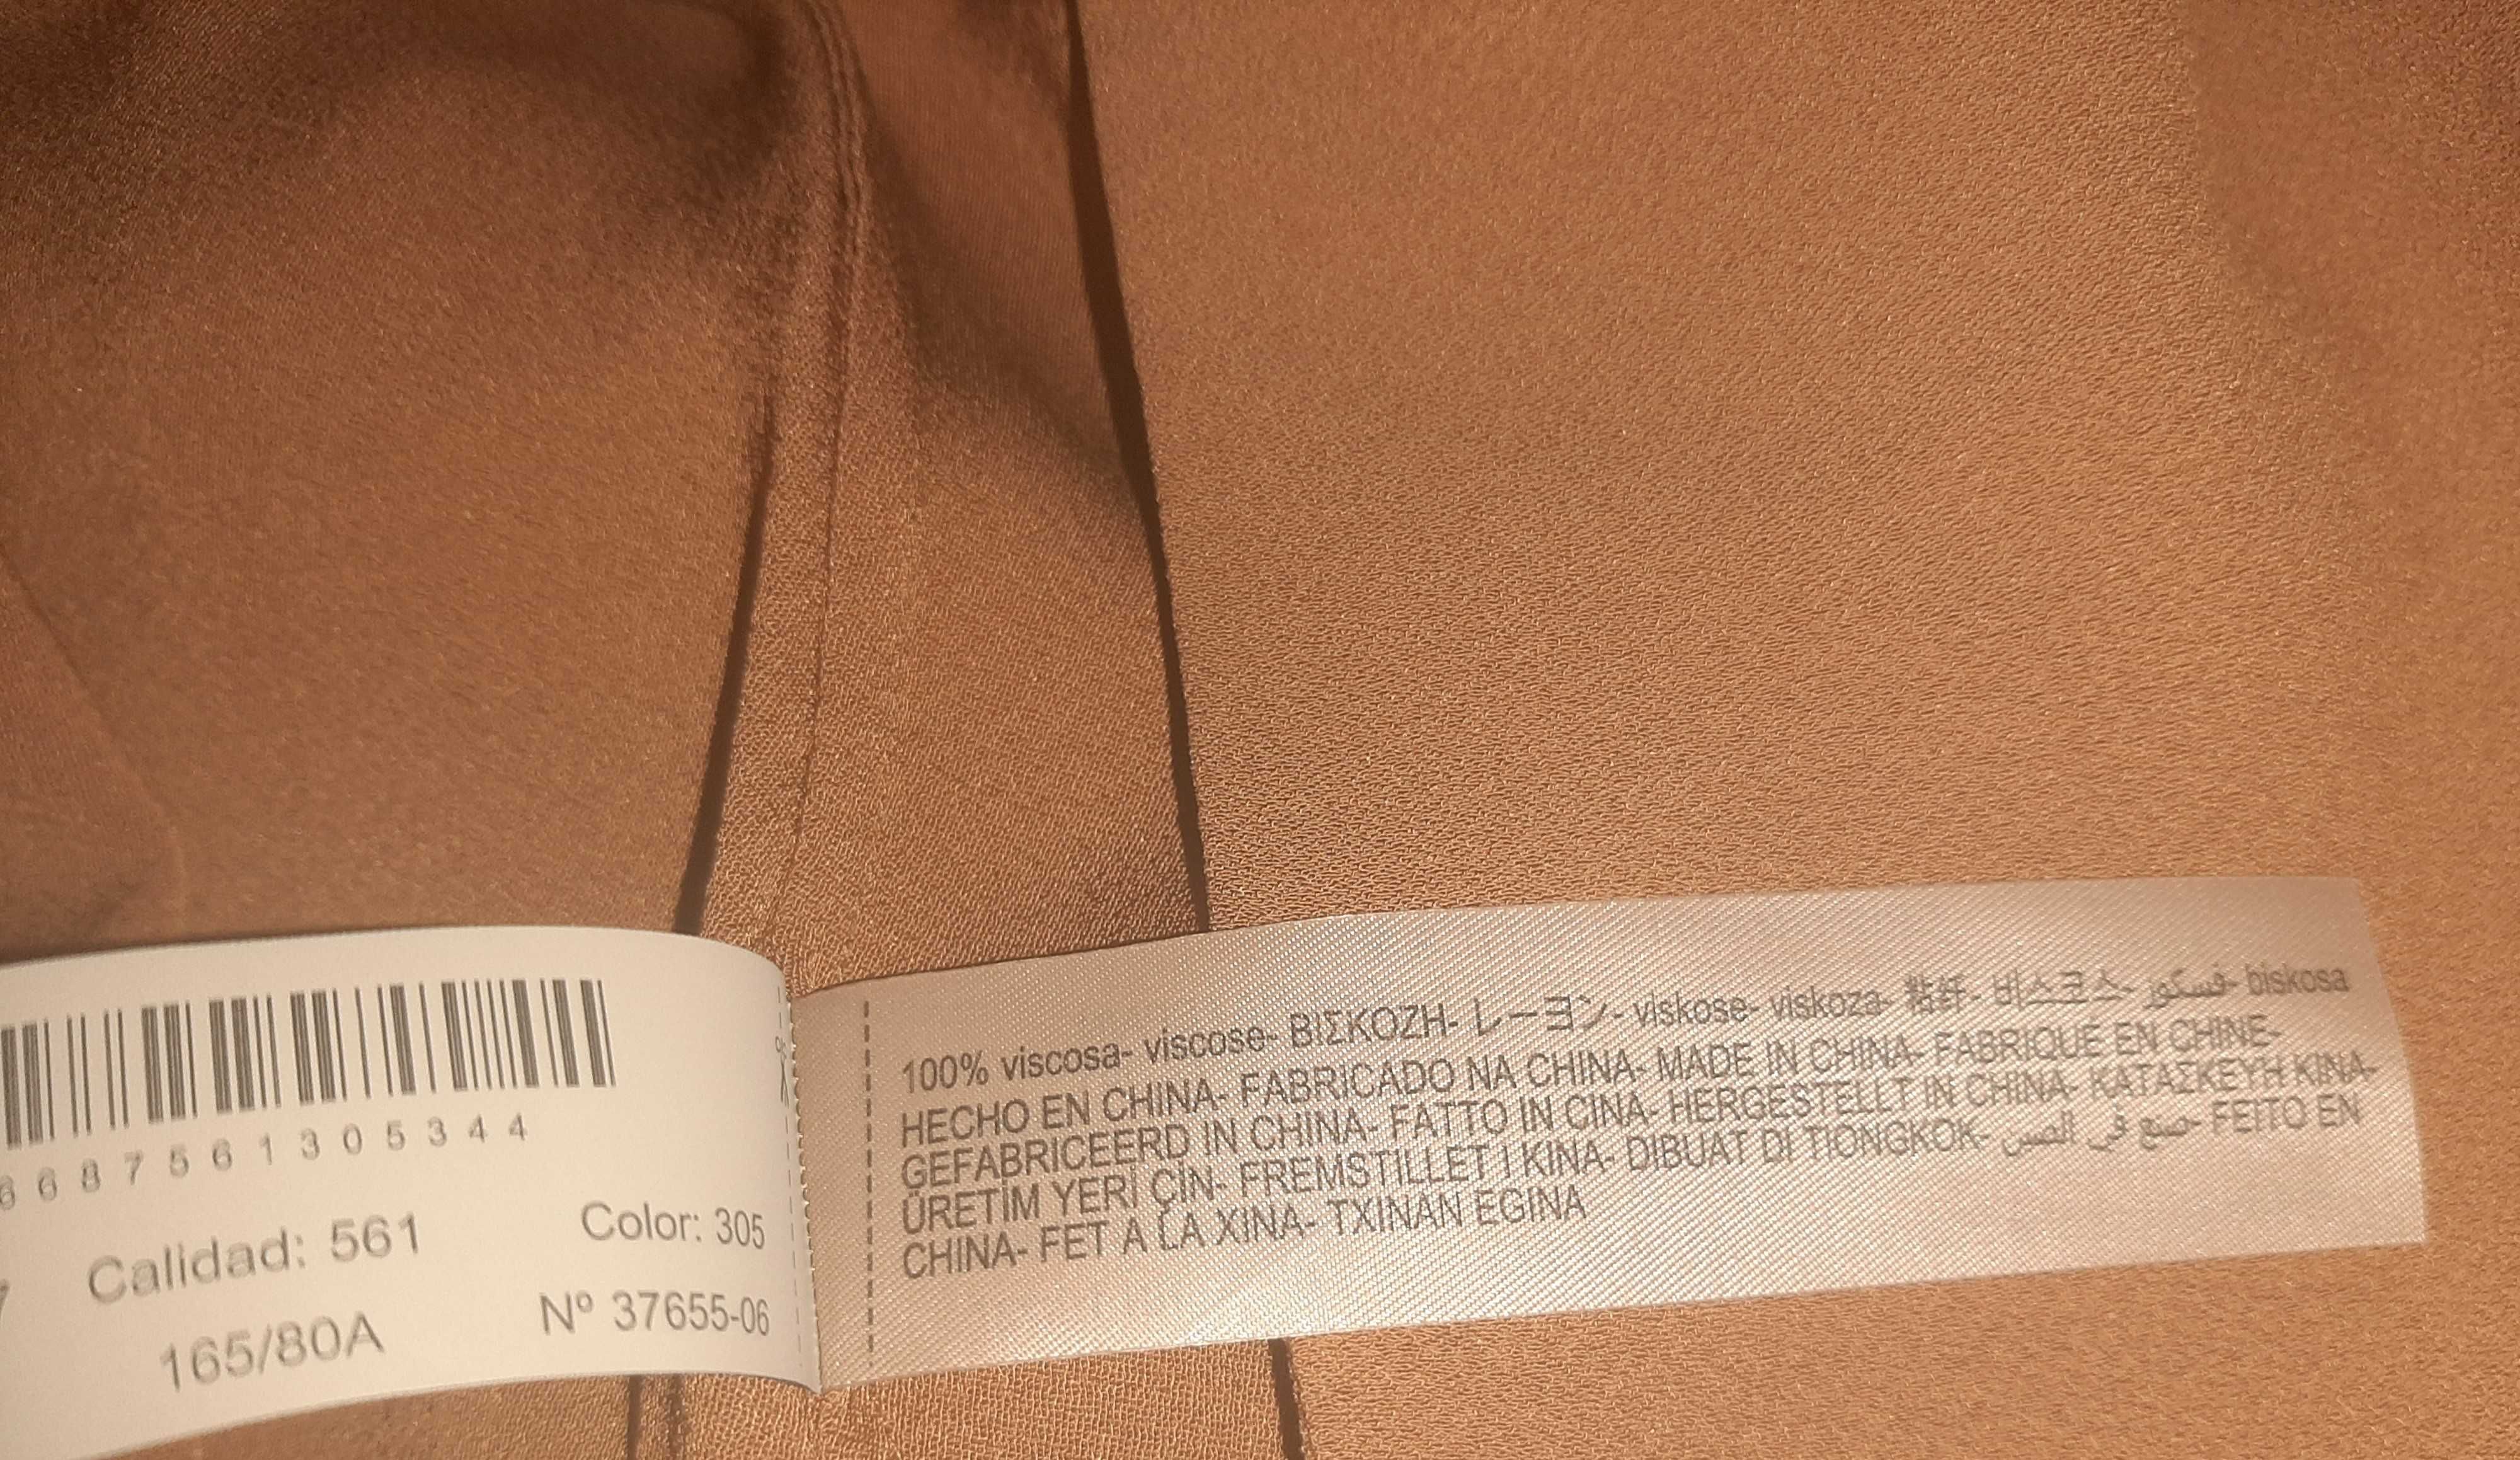 6687561305344
Calidad: 561 Color: 305
165/80A Nº 37655-06
100% viscosa- viscose- ΒΙΣΚΟΖΗ- レーヨン- viskose- viskoza- 粘纤- 비스코스- فسكوز- biskosa
HECHO EN CHINA- FABRICADO NA CHINA- MADE IN CHINA- FABRIQUÉ EN CHINE-
GEFABRICEERD IN CHINA- FATTO IN CINA- HERGESTELLT IN CHINA- ΚΑΤΑΣΚΕΥΗ ΚΙΝΑ-
ÜRETİM YERİ ÇİN- FREMSTILLET I KINA- DIBUAT DI TIONGKOK- صنع في الصين- FEITO EN
CHINA- FET A LA XINA- TXINAN EGINA